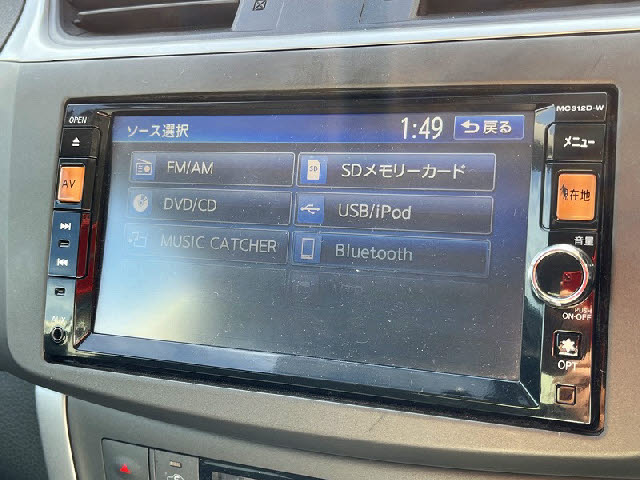 OPEN
MC312D-W
ソース選択
1:49
戻る
メニュー
FM/AM
SDメモリーカード
AV
現在地
DVD/CD
USB/iPod
MUSIC CATCHER
Bluetooth
音量
PUSH
ON·OFF
OPT